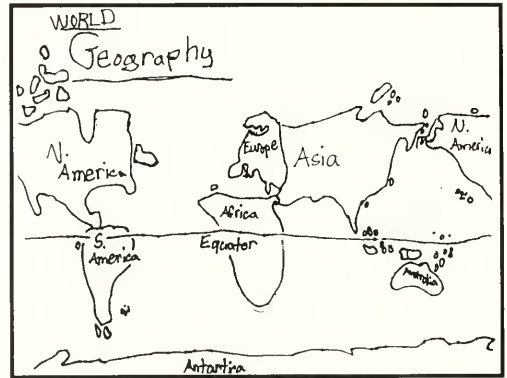 WORLD
Geography
N.
America
Europe
Asia
N.
America
Africa
S.
America
Equator
Australia
Antartica